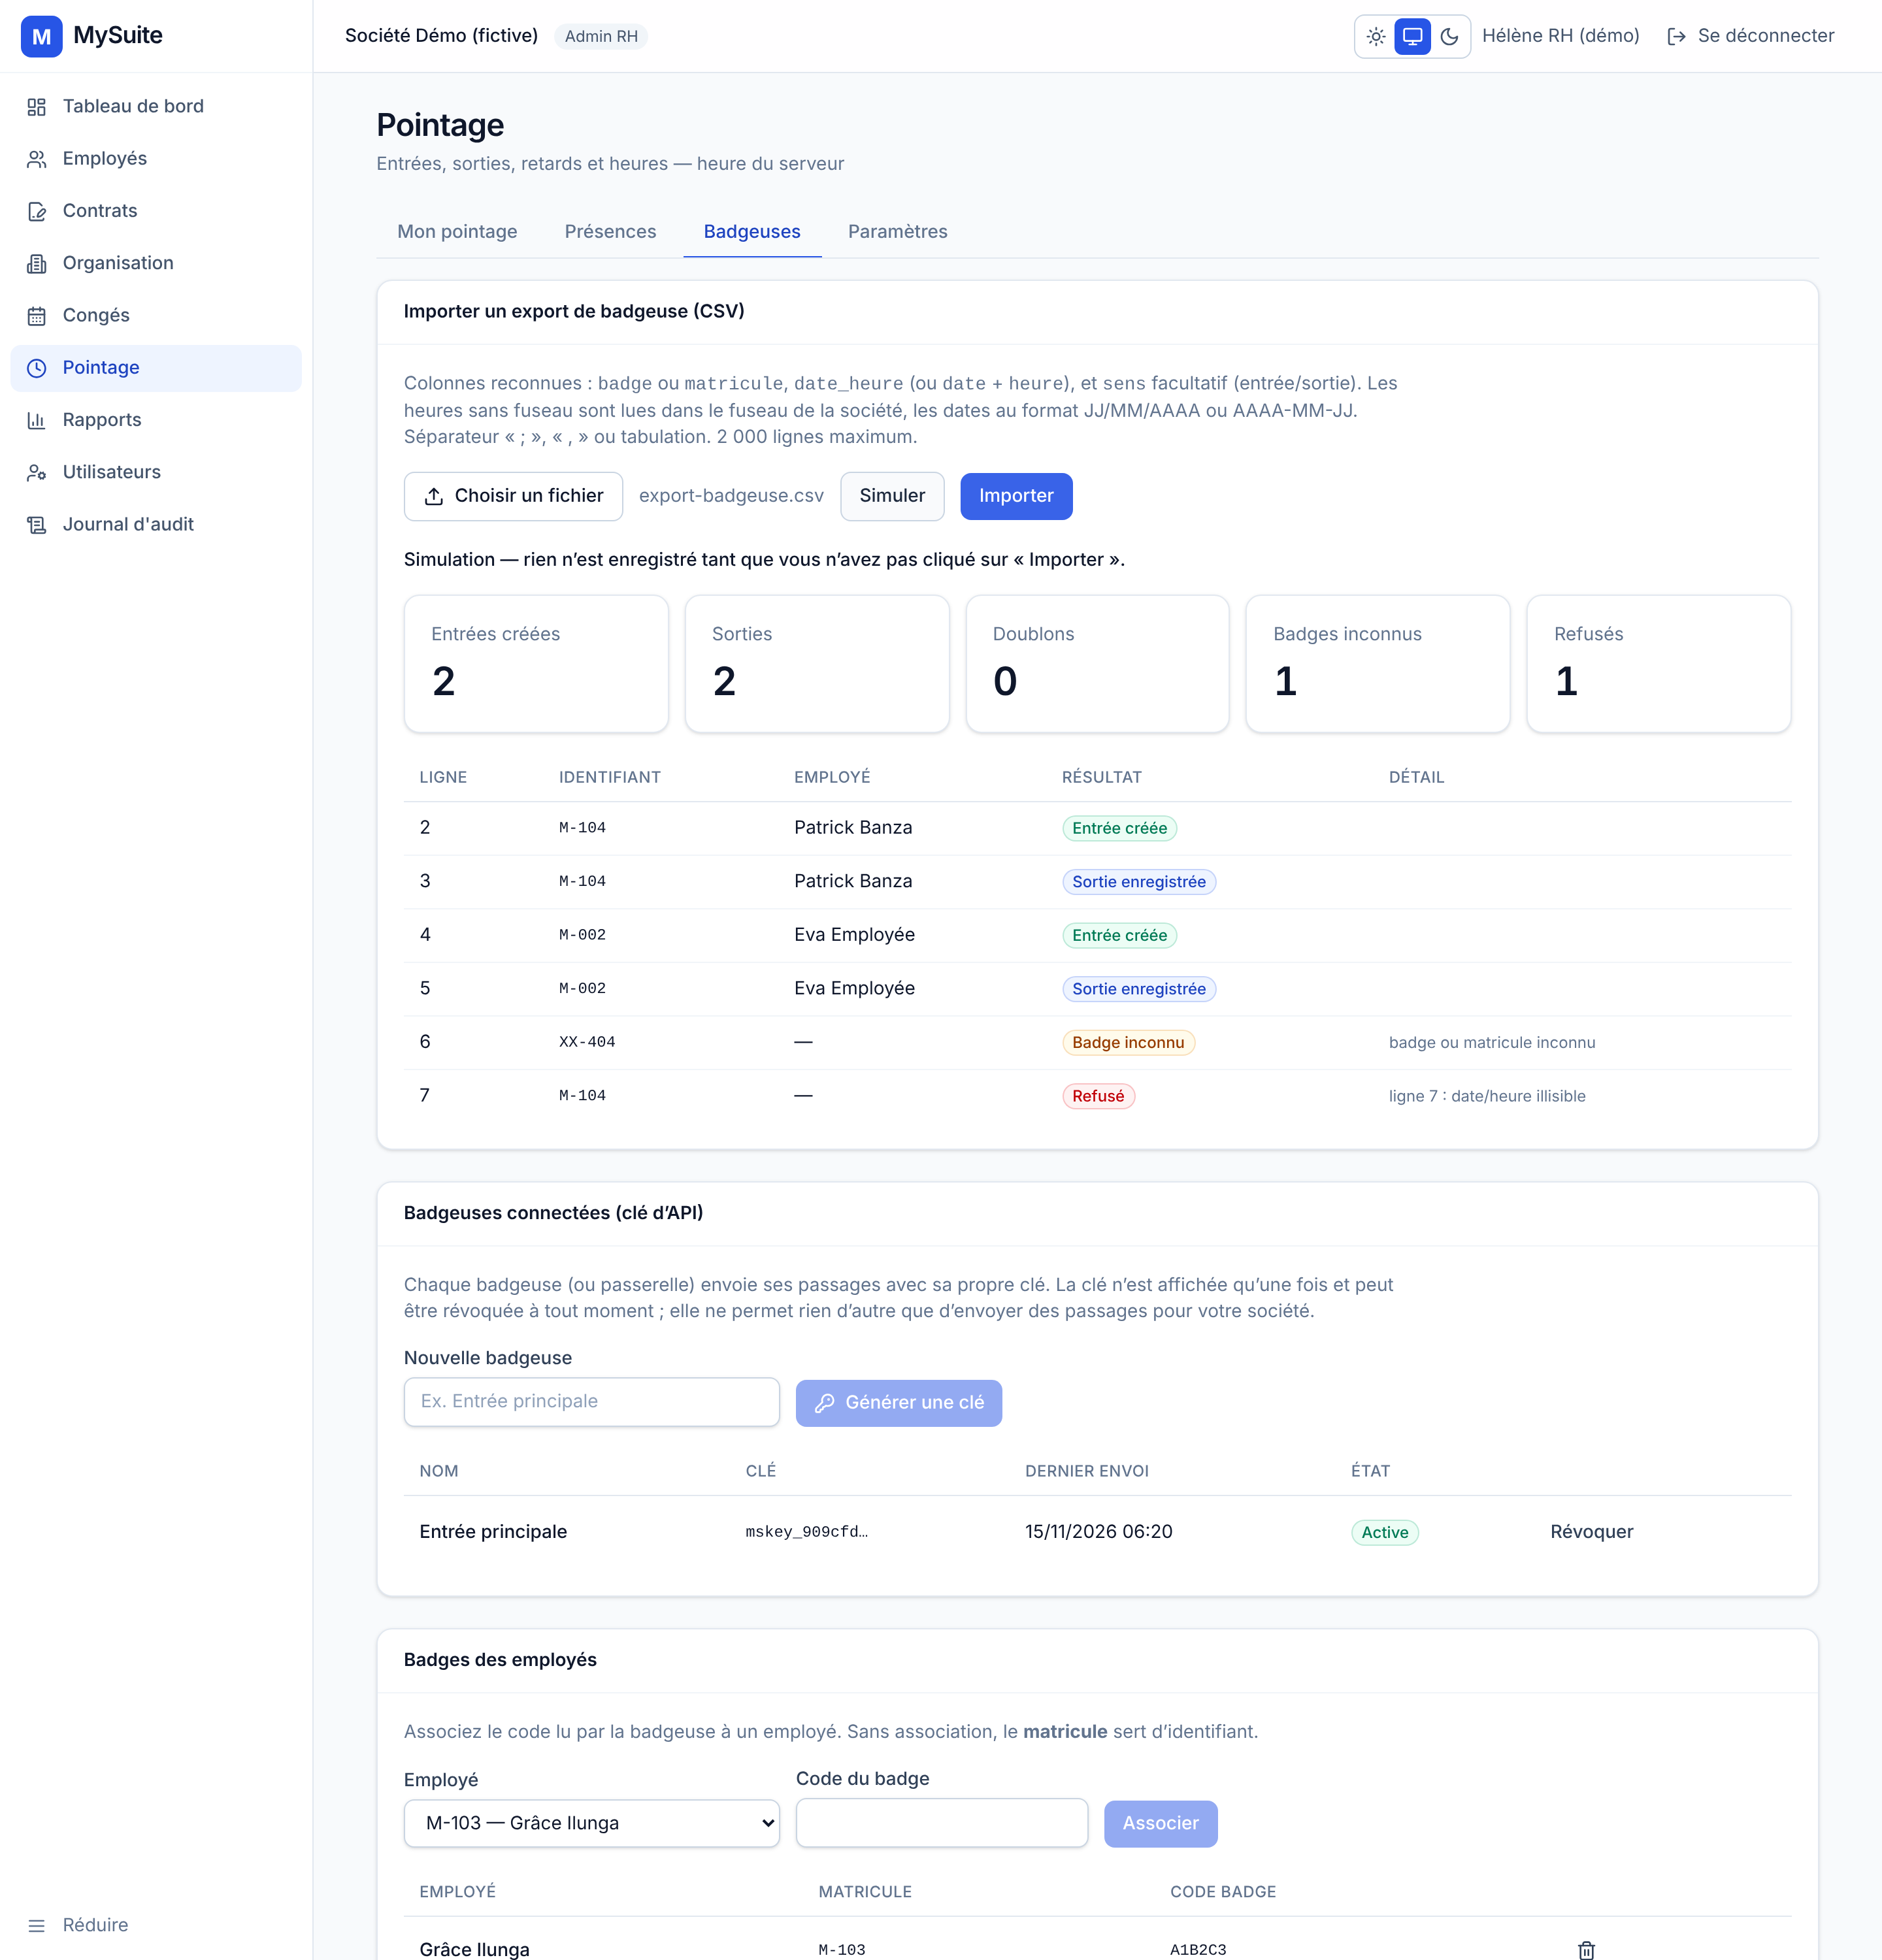 M MySuite
Société Démo (fictive) Admin RH Hélène RH (démo) Se déconnecter
Tableau de bord
Employés
Contrats
Organisation
Congés
Pointage
Rapports
Utilisateurs
Journal d'audit
Réduire
Pointage
Entrées, sorties, retards et heures — heure du serveur
Mon pointage Présences Badgeuses Paramètres
Importer un export de badgeuse (CSV)
Colonnes reconnues : badge ou matricule, date_heure (ou date + heure), et sens facultatif (entrée/sortie). Les
heures sans fuseau sont lues dans le fuseau de la société, les dates au format JJ/MM/AAAA ou AAAA-MM-JJ.
Séparateur « ; », « , » ou tabulation. 2 000 lignes maximum.
Choisir un fichier export-badgeuse.csv Simuler Importer
Simulation — rien n’est enregistré tant que vous n’avez pas cliqué sur « Importer ».
Entrées créées Sorties Doublons Badges inconnus Refusés
2 2 0 1 1
LIGNE IDENTIFIANT EMPLOYÉ RÉSULTAT DÉTAIL
2 M-104 Patrick Banza Entrée créée
3 M-104 Patrick Banza Sortie enregistrée
4 M-002 Eva Employée Entrée créée
5 M-002 Eva Employée Sortie enregistrée
6 XX-404 — Badge inconnu badge ou matricule inconnu
7 M-104 — Refusé ligne 7 : date/heure illisible
Badgeuses connectées (clé d’API)
Chaque badgeuse (ou passerelle) envoie ses passages avec sa propre clé. La clé n’est affichée qu’une fois et peut
être révoquée à tout moment ; elle ne permet rien d’autre que d’envoyer des passages pour votre société.
Nouvelle badgeuse
Ex. Entrée principale Générer une clé
NOM CLÉ DERNIER ENVOI ÉTAT
Entrée principale mskey_909cfd… 15/11/2026 06:20 Active Révoquer
Badges des employés
Associez le code lu par la badgeuse à un employé. Sans association, le matricule sert d’identifiant.
Employé Code du badge
M-103 — Grâce Ilunga Associer
EMPLOYÉ MATRICULE CODE BADGE
Grâce Ilunga M-103 A1B2C3